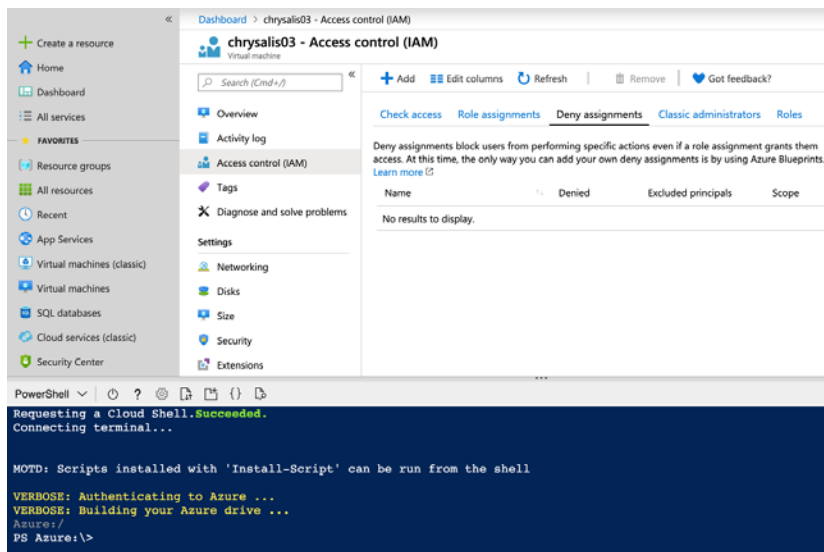 «
Create a resource
Home
Dashboard
All services
FAVORITES
Resource groups
All resources
Recent
App Services
Virtual machines (classic)
Virtual machines
SQL databases
Cloud services (classic)
Security Center
Dashboard > chrysalis03 - Access control (IAM)
chrysalis03 - Access control (IAM)
Virtual machine
Search (Cmd+/)
«
Overview
Activity log
Access control (IAM)
Tags
Diagnose and solve problems
Settings
Networking
Disks
Size
Security
Extensions
Add Edit columns Refresh Remove Got feedback?
Check access Role assignments Deny assignments Classic administrators Roles
Deny assignments block users from performing specific actions even if a role assignment grants them
access. At this time, the only way you can add your own deny assignments is by using Azure Blueprints.
Learn more
Name Denied Excluded principals Scope
No results to display.
PowerShell ? {}
Requesting a Cloud Shell.Succeeded.
Connecting terminal...
MOTD: Scripts installed with 'Install-Script' can be run from the shell
VERBOSE: Authenticating to Azure ...
VERBOSE: Building your Azure drive ...
Azure:/
PS Azure:\>